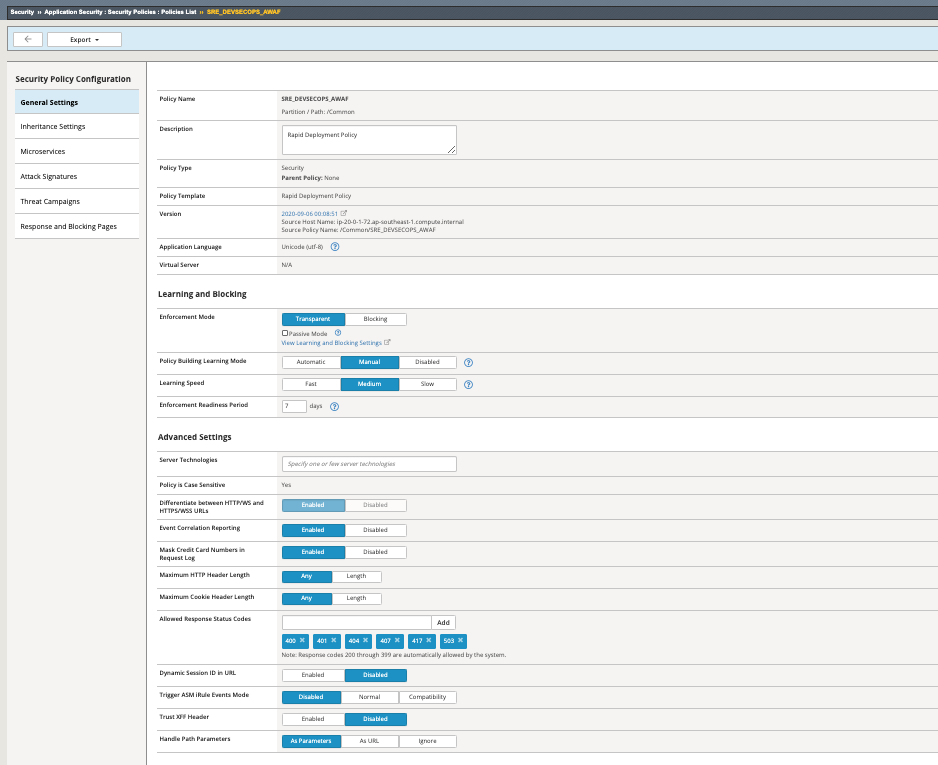 Security ›› Application Security : Security Policies : Policies List ›› SRE_DEVSECOPS_AWAF
Export
Security Policy Configuration
General Settings
Inheritance Settings
Microservices
Attack Signatures
Threat Campaigns
Response and Blocking Pages
Policy Name SRE_DEVSECOPS_AWAF
Partition / Path: /Common
Description Rapid Deployment Policy
Policy Type Security
Parent Policy: None
Policy Template Rapid Deployment Policy
Version 2020-09-06 00:08:51
Source Host Name: ip-20-0-1-72.ap-southeast-1.compute.internal
Source Policy Name: /Common/SRE_DEVSECOPS_AWAF
Application Language Unicode (utf-8) ?
Virtual Server N/A
Learning and Blocking
Enforcement Mode Transparent Blocking
Passive Mode ?
View Learning and Blocking Settings
Policy Building Learning Mode Automatic Manual Disabled ?
Learning Speed Fast Medium Slow ?
Enforcement Readiness Period 7 days ?
Advanced Settings
Server Technologies Specify one or few server technologies
Policy is Case Sensitive Yes
Differentiate between HTTP/WS and
HTTPS/WSS URLs Enabled Disabled
Event Correlation Reporting Enabled Disabled
Mask Credit Card Numbers in
Request Log Enabled Disabled
Maximum HTTP Header Length Any Length
Maximum Cookie Header Length Any Length
Allowed Response Status Codes Add
400 401 404 407 417 503
Note: Response codes 200 through 399 are automatically allowed by the system.
Dynamic Session ID in URL Enabled Disabled
Trigger ASM iRule Events Mode Disabled Normal Compatibility
Trust XFF Header Enabled Disabled
Handle Path Parameters As Parameters As URL Ignore